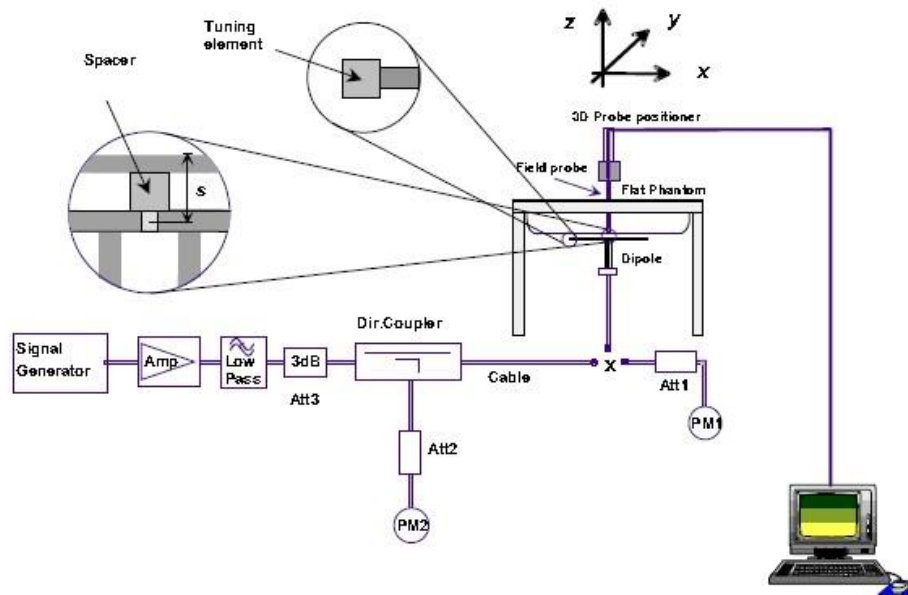 Tuning
element
Spacer
s
z
y
x
3D Probe positioner
Field probe
Flat Phantom
Dipole
Dir.Coupler
Signal
Generator
Amp
Low
Pass
3dB
Att3
Cable
x
Att1
PM1
Att2
PM2